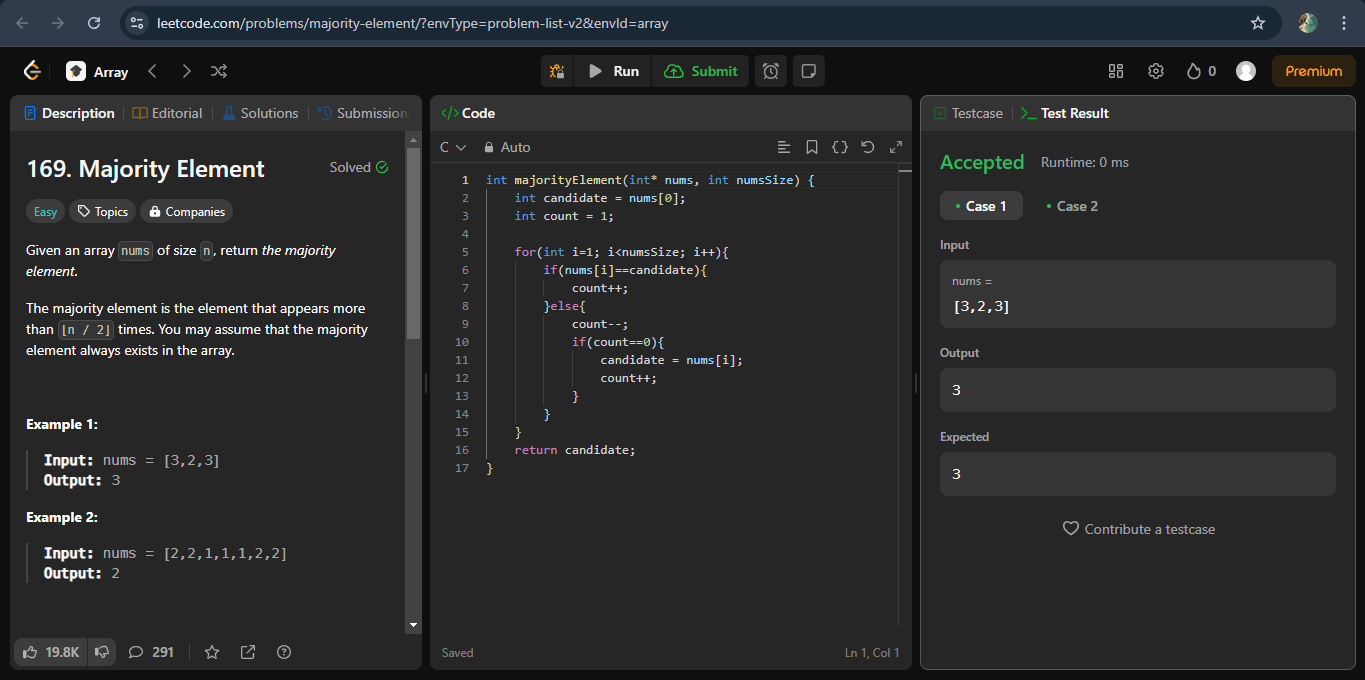 leetcode.com/problems/majority-element/?envType=problem-list-v2&envId=array
Array
Run
Submit
0
Premium
Description
Editorial
Solutions
Submission
169. Majority Element
Solved
Easy
Topics
Companies
Given an array nums of size n, return the majority
element.
The majority element is the element that appears more
than ⌊n / 2⌋ times. You may assume that the majority
element always exists in the array.
Example 1:
Input: nums = [3,2,3]
Output: 3
Example 2:
Input: nums = [2,2,1,1,1,2,2]
Output: 2
19.8K
291
</> Code
C
Auto
1 int majorityElement(int* nums, int numsSize) {
2     int candidate = nums[0];
3     int count = 1;
4
5     for(int i=1; i<numsSize; i++){
6         if(nums[i]==candidate){
7             count++;
8         }else{
9             count--;
10             if(count==0){
11                 candidate = nums[i];
12                 count++;
13             }
14         }
15     }
16     return candidate;
17 }
Saved
Ln 1, Col 1
Testcase
Test Result
Accepted
Runtime: 0 ms
Case 1
Case 2
Input
nums =
[3,2,3]
Output
3
Expected
3
Contribute a testcase